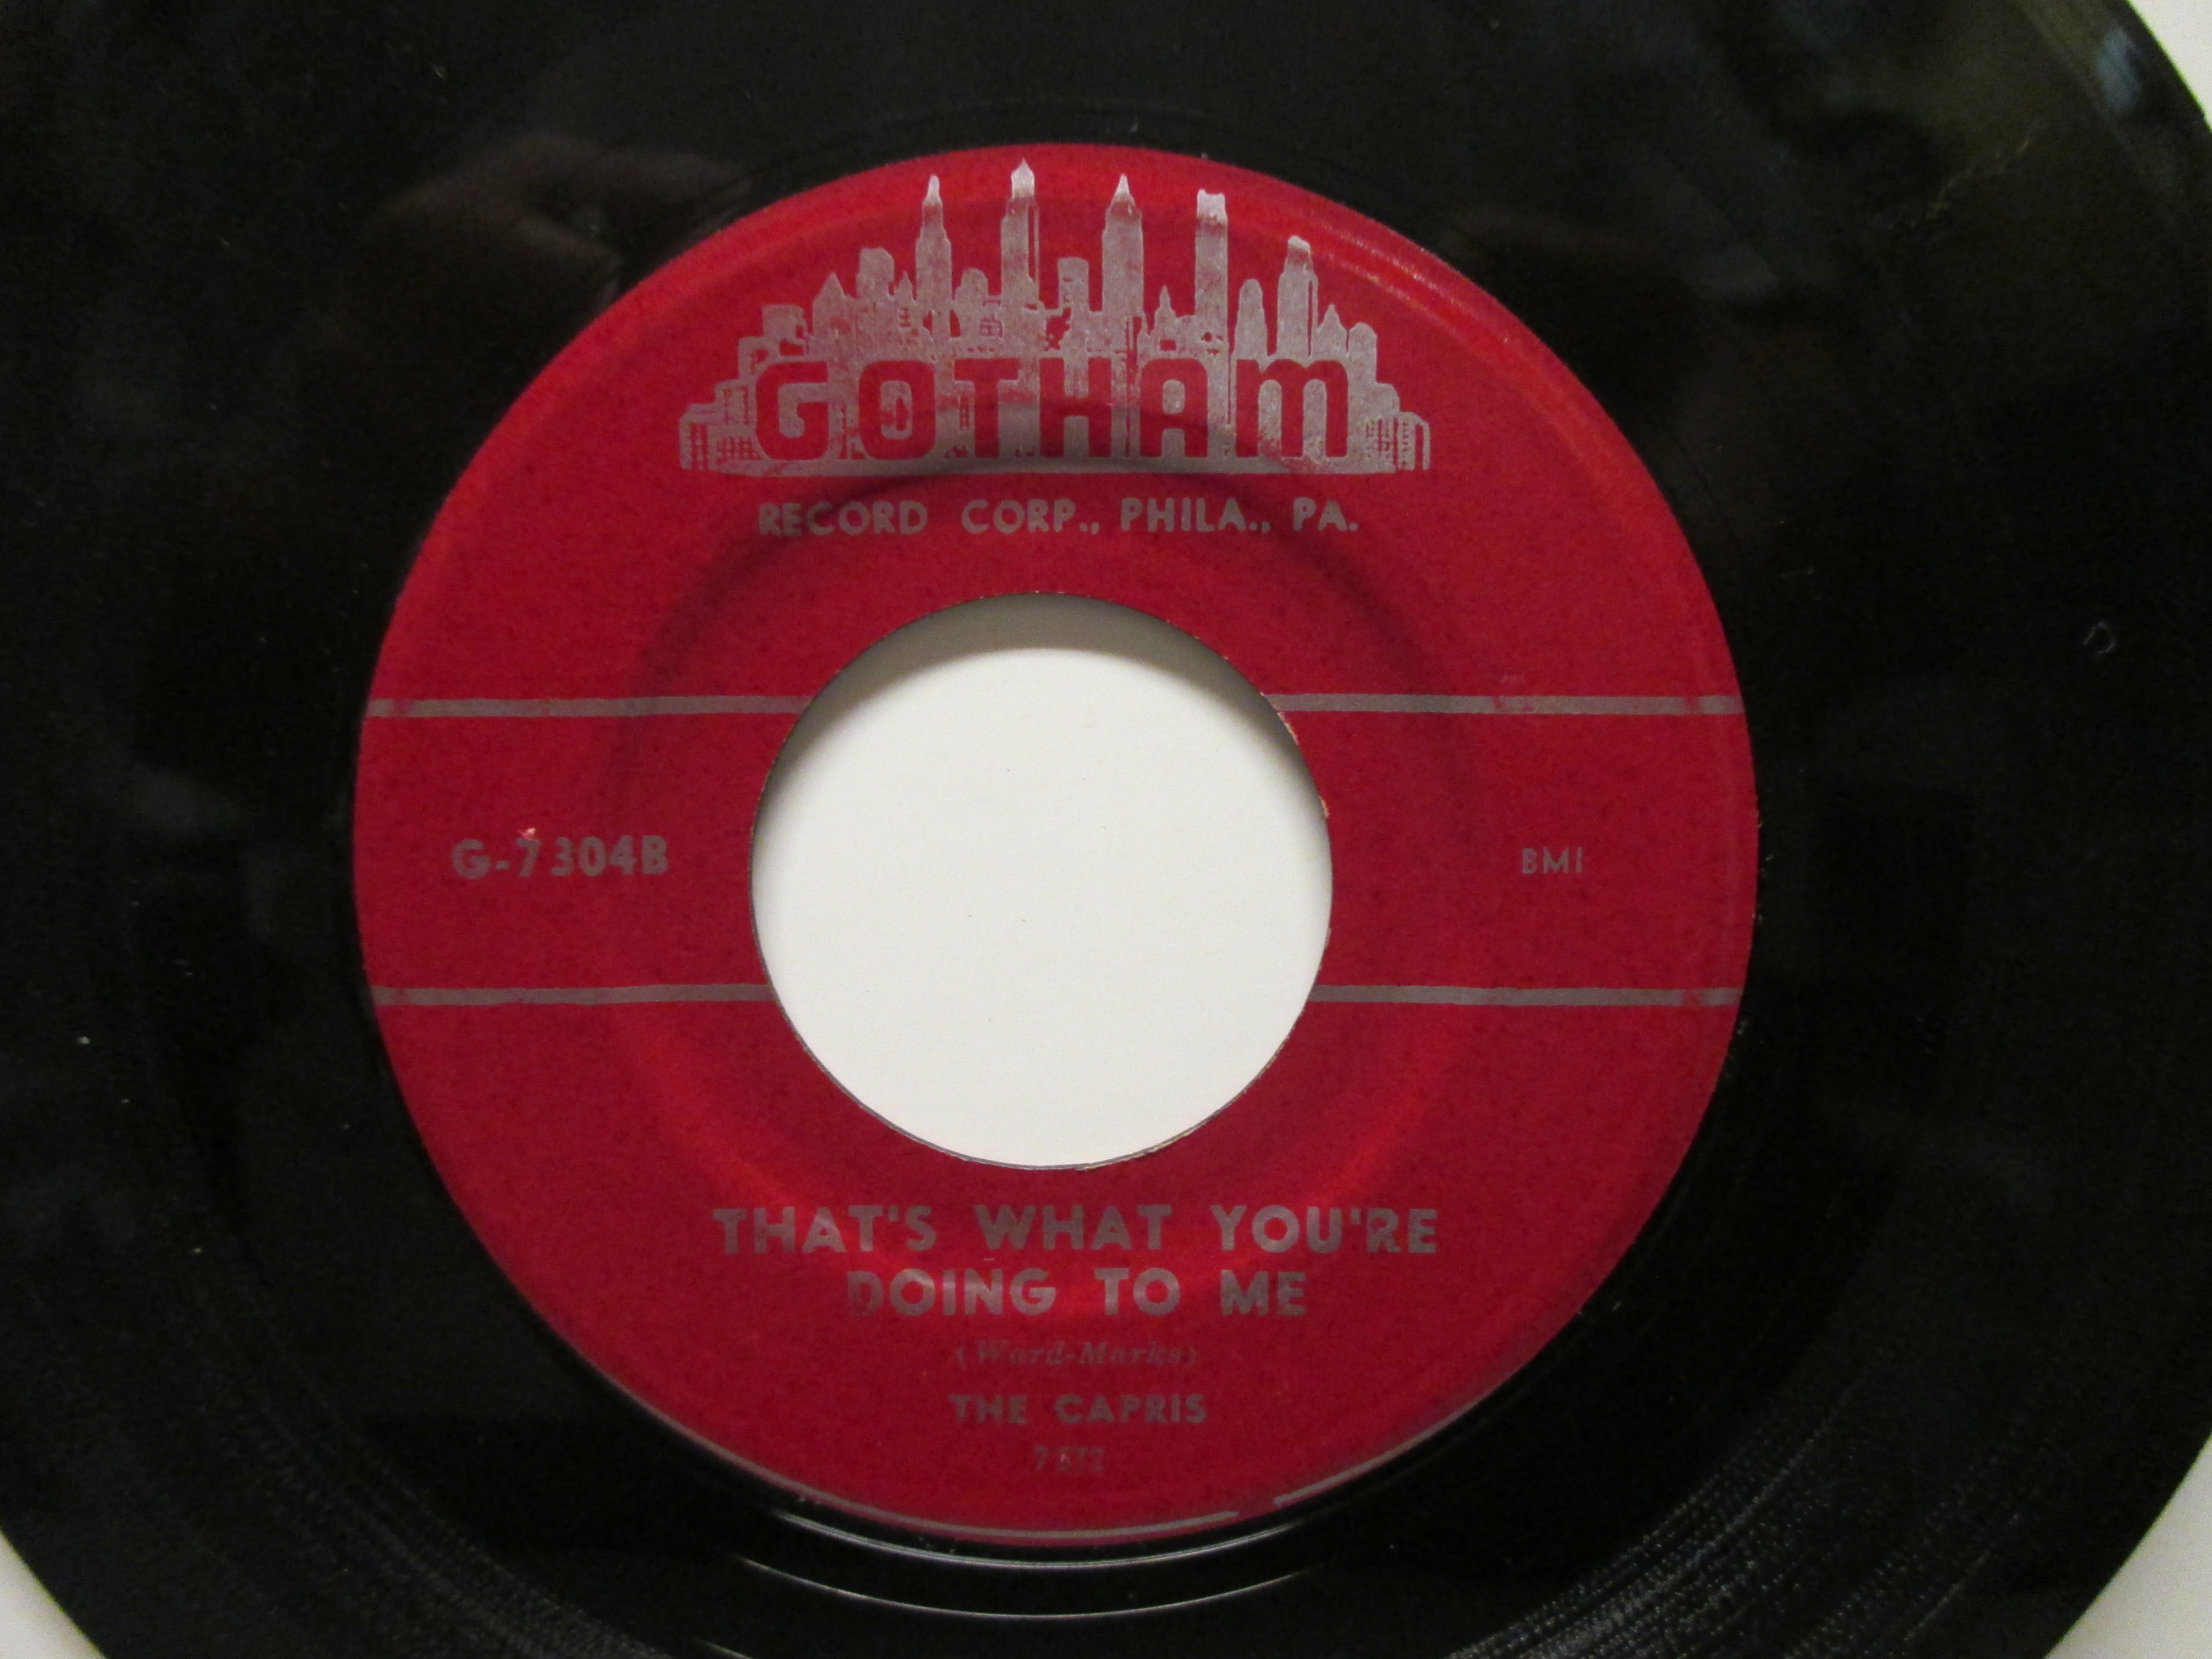 GOTHAM
RECORD CORP., PHILA., PA.
G-7304B
BMI
THAT'S WHAT YOU'RE
DOING TO ME
(Ward-Marks)
THE CAPRIS